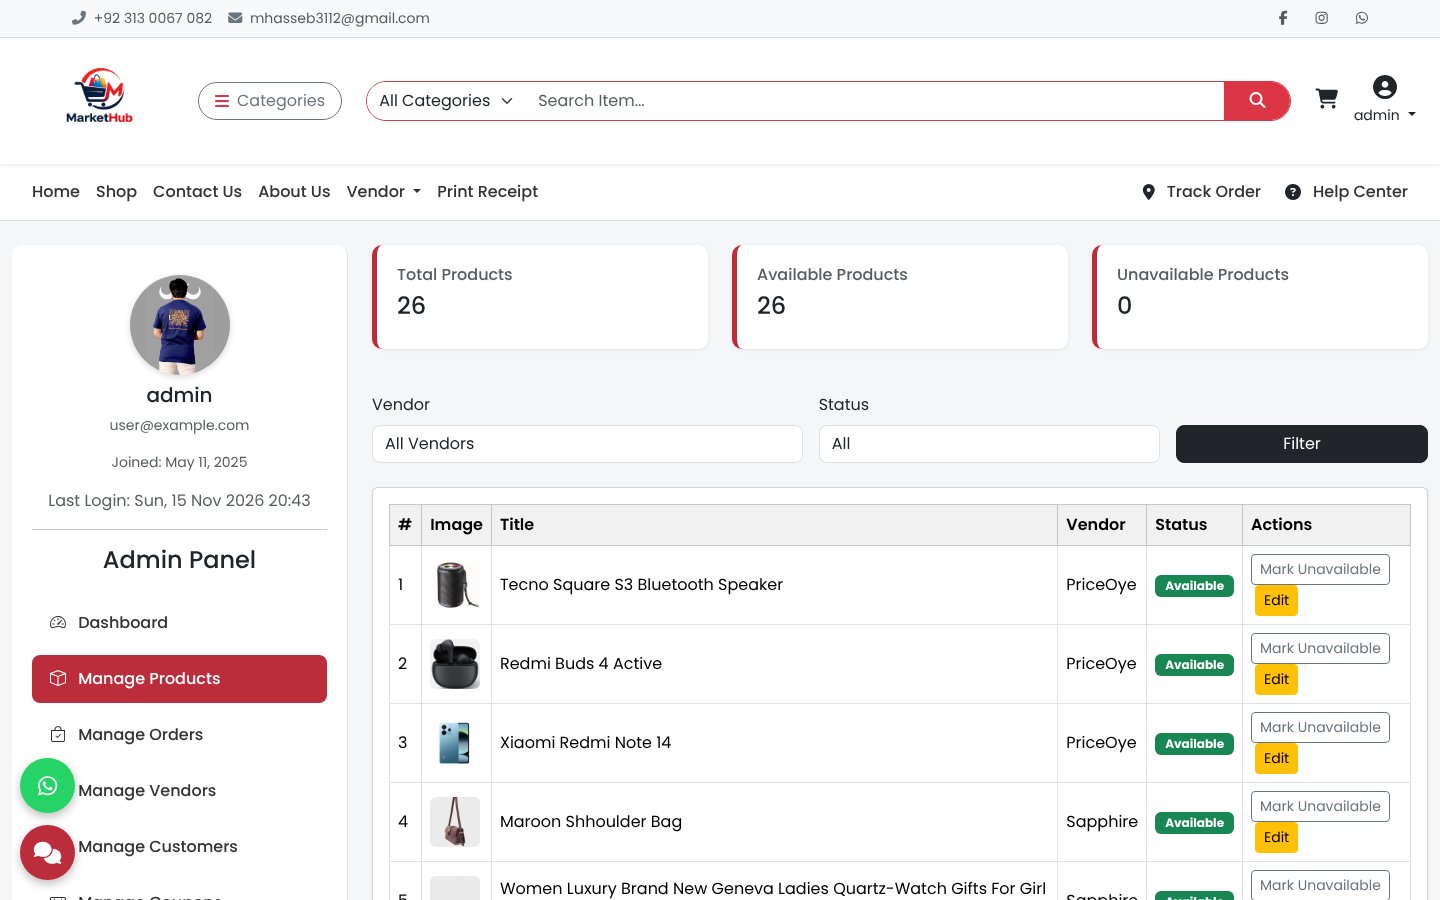 +92 313 0067 082 mhasseb3112@gmail.com
MarketHub
Categories
All Categories Search Item...
admin
Home Shop Contact Us About Us Vendor Print Receipt Track Order Help Center
admin
user@example.com
Joined: May 11, 2025
Last Login: Sun, 15 Nov 2026 20:43
Admin Panel
Dashboard
Manage Products
Manage Orders
Manage Vendors
Manage Customers
Total Products
26
Available Products
26
Unavailable Products
0
Vendor Status
All Vendors All Filter
# Image Title Vendor Status Actions
1 Tecno Square S3 Bluetooth Speaker PriceOye Available Mark Unavailable
Edit
2 Redmi Buds 4 Active PriceOye Available Mark Unavailable
Edit
3 Xiaomi Redmi Note 14 PriceOye Available Mark Unavailable
Edit
4 Maroon Shhoulder Bag Sapphire Available Mark Unavailable
Edit
Women Luxury Brand New Geneva Ladies Quartz-Watch Gifts For Girl Mark Unavailable
5 Sapphire Available